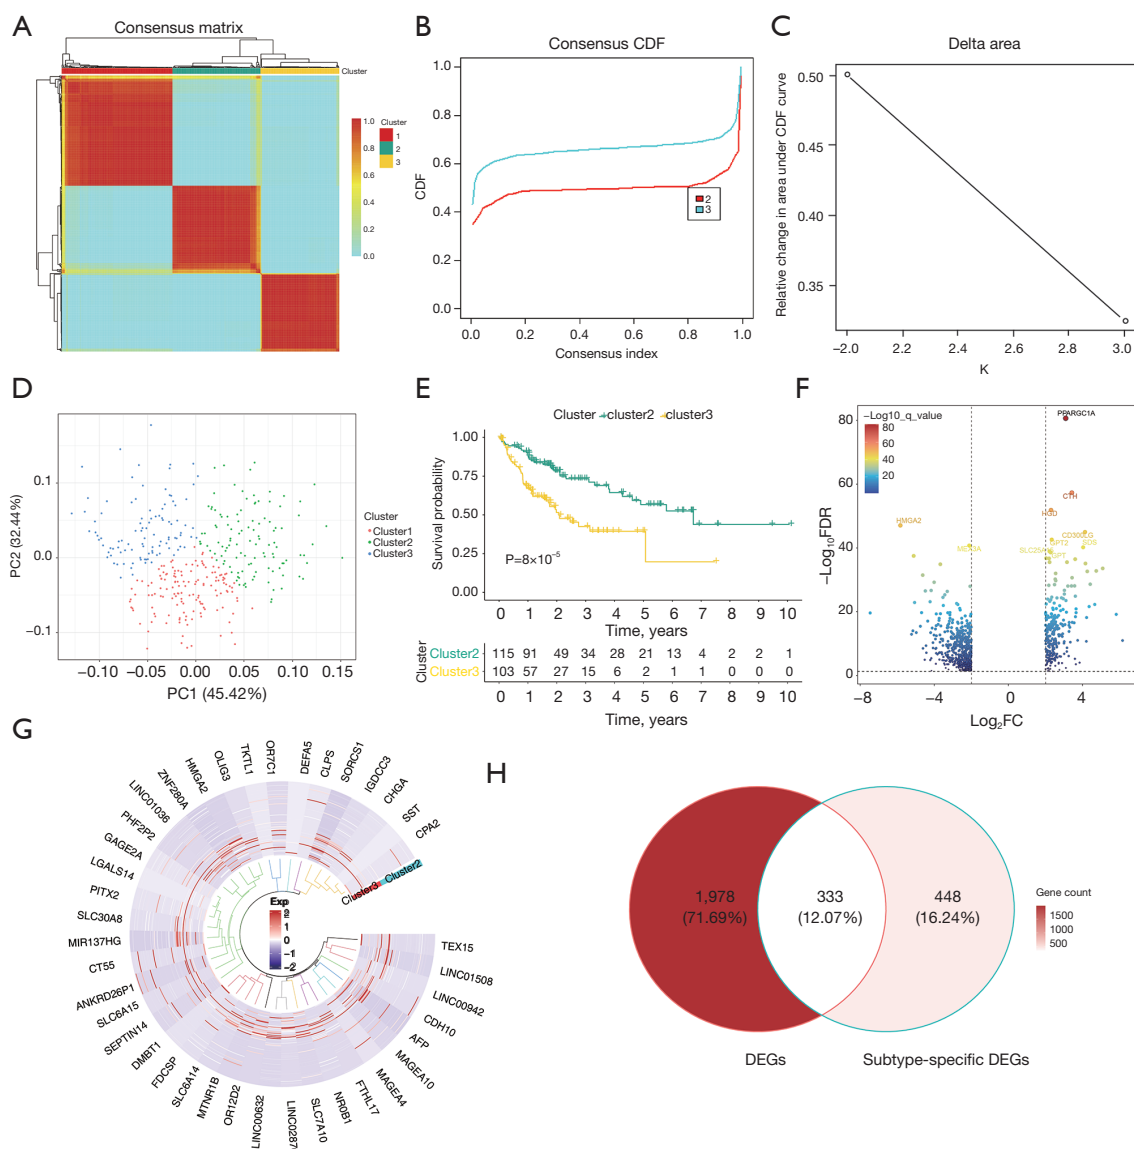 A
Consensus matrix
Cluster
1.0
0.8
0.6
0.4
0.2
0.0
Cluster
1
2
3
B
Consensus CDF
CDF
1.0
0.8
0.6
0.4
0.2
0.0
2
3
0.0 0.2 0.4 0.6 0.8 1.0
Consensus index
C
Delta area
Relative change in area under CDF curve
0.50
0.45
0.40
0.35
-2.0 2.2 2.4 2.6 2.8 3.0
K
D
PC2 (32.44%)
0.1
0.0
−0.1
−0.10 −0.05 0.00 0.05 0.10 0.15
PC1 (45.42%)
Cluster
Cluster1
Cluster2
Cluster3
E
Cluster cluster2 cluster3
Survival probability
1.00
0.75
0.50
0.25
0.00
P=8×10−5
0 1 2 3 4 5 6 7 8 9 10
Time, years
Cluster
Cluster2 115 91 49 34 28 21 13 4 2 2 1
Cluster3 103 57 27 15 6 2 1 1 0 0 0
0 1 2 3 4 5 6 7 8 9 10
Time, years
F
−Log10_q_value
80
60
40
20
−Log10FDR
80
60
40
20
0
PPARGC1A
CTH
HGD
HMGA2
CD300LG
GPT2
SDS
GPT
−8 −4 0 4
Log2FC
G
OR7C1
TKTL1
OLIG3
HMGA2
ZNF280A
LINC01036
PHF2P2
GAGE2A
LGALS14
PITX2
SLC30A8
MIR137HG
CT55
ANKRD26P1
SLC6A15
SEPTIN14
DMBT1
FDCSP
SLC6A14
MTNR1B
OR12D2
LINC00632
LINC0287
SLC7A10
NR0B1
FTHL17
MAGEA4
MAGEA10
AFP
CDH10
LINC00942
LINC01508
TEX15
DEFA5
CLPS
SORCS1
IGDCC3
CHGA
SST
CPA2
Cluster3 Cluster2
Exp
2
1
0
−1
−2
H
1,978
(71.69%)
333
(12.07%)
448
(16.24%)
DEGs
Subtype-specific DEGs
Gene count
1500
1000
500